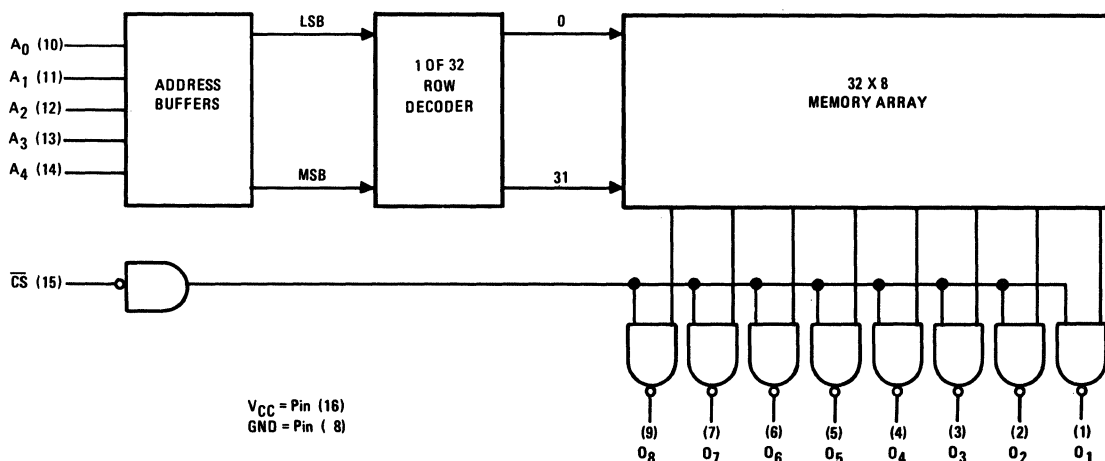 A0 (10)
A1 (11)
A2 (12)
A3 (13)
A4 (14)
ADDRESS
BUFFERS
LSB
MSB
1 OF 32
ROW
DECODER
0
31
32 X 8
MEMORY ARRAY
CS (15)
VCC = Pin (16)
GND = Pin ( 8)
(9) (7) (6) (5) (4) (3) (2) (1)
O8 O7 O6 O5 O4 O3 O2 O1